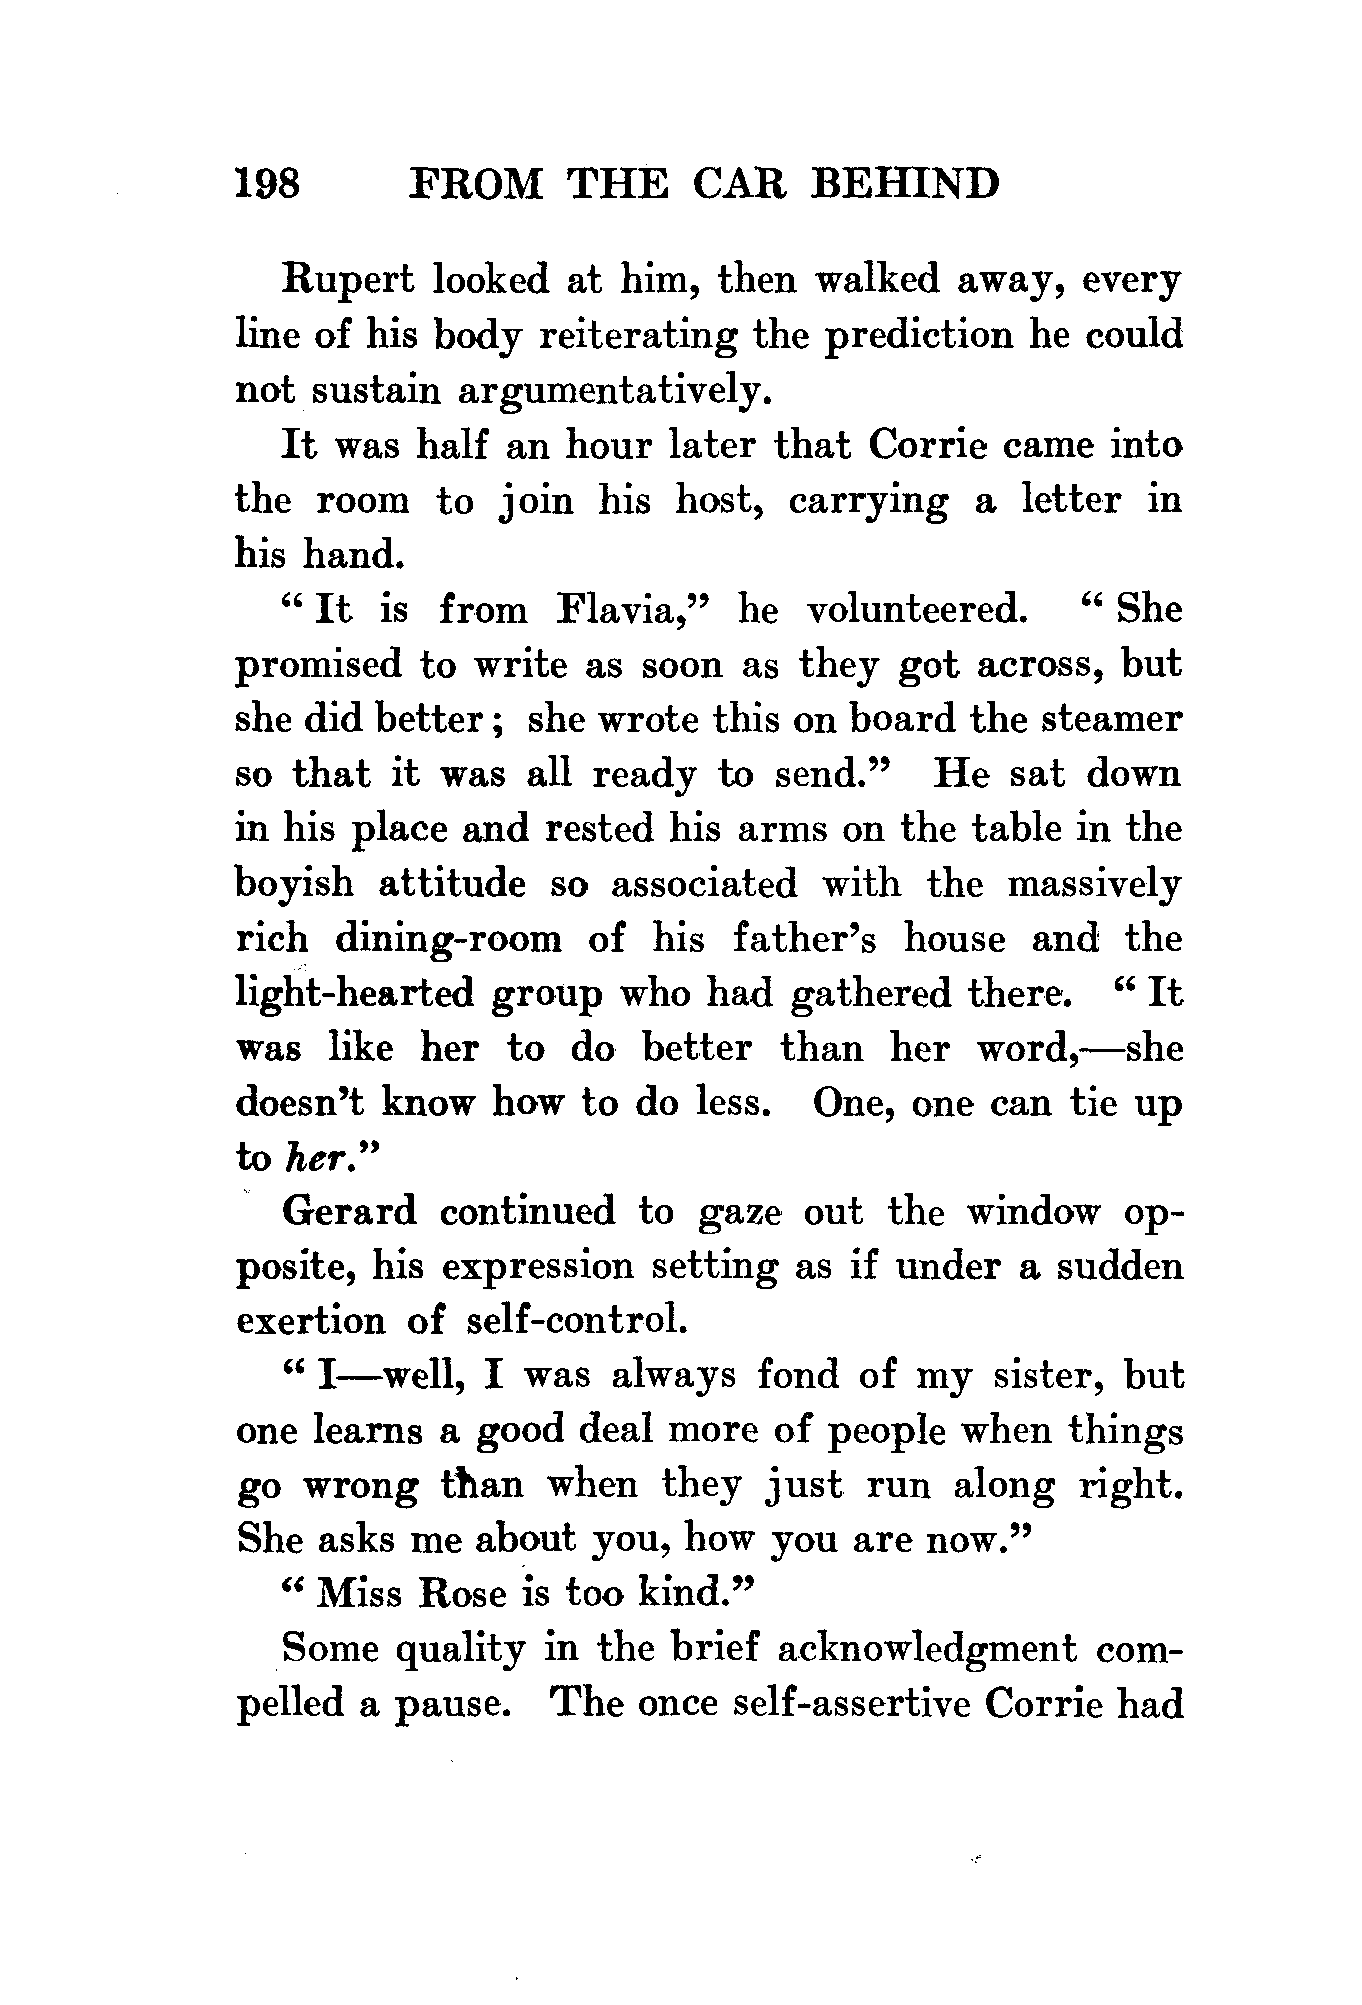 198 FROM THE CAR BEHIND
Rupert looked at him, then walked away, every
line of his body reiterating the prediction he could
not sustain argumentatively.
It was half an hour later that Corrie came into
the room to join his host, carrying a letter in
his hand.
“ It is from Flavia,” he volunteered. “ She
promised to write as soon as they got across, but
she did better ; she wrote this on board the steamer
so that it was all ready to send.” He sat down
in his place and rested his arms on the table in the
boyish attitude so associated with the massively
rich dining-room of his father’s house and the
light-hearted group who had gathered there. “ It
was like her to do better than her word,—she
doesn’t know how to do less. One, one can tie up
to her.”
Gerard continued to gaze out the window op-
posite, his expression setting as if under a sudden
exertion of self-control.
“ I—well, I was always fond of my sister, but
one learns a good deal more of people when things
go wrong than when they just run along right.
She asks me about you, how you are now.”
“ Miss Rose is too kind.”
Some quality in the brief acknowledgment com-
pelled a pause. The once self-assertive Corrie had